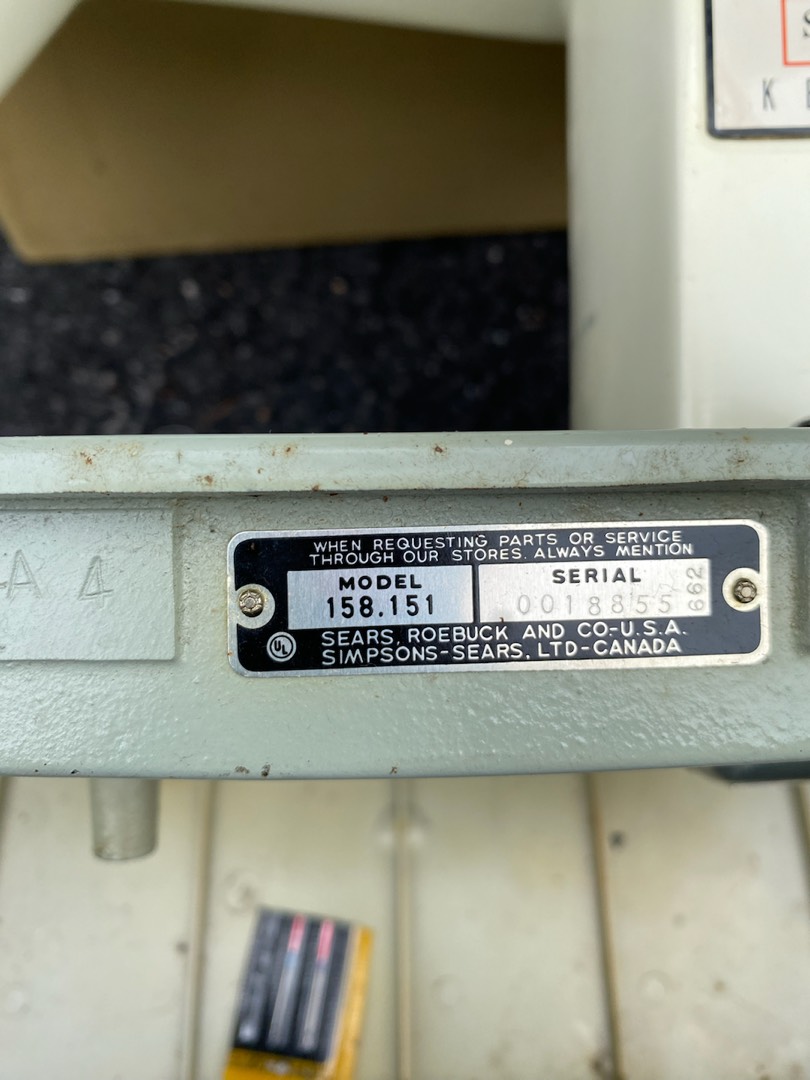 S
K E
A 4
WHEN REQUESTING PARTS OR SERVICE
THROUGH OUR STORES. ALWAYS MENTION
MODEL
158.151
SERIAL
0018855
662
UL
SEARS, ROEBUCK AND CO-U.S.A.
SIMPSONS-SEARS, LTD-CANADA